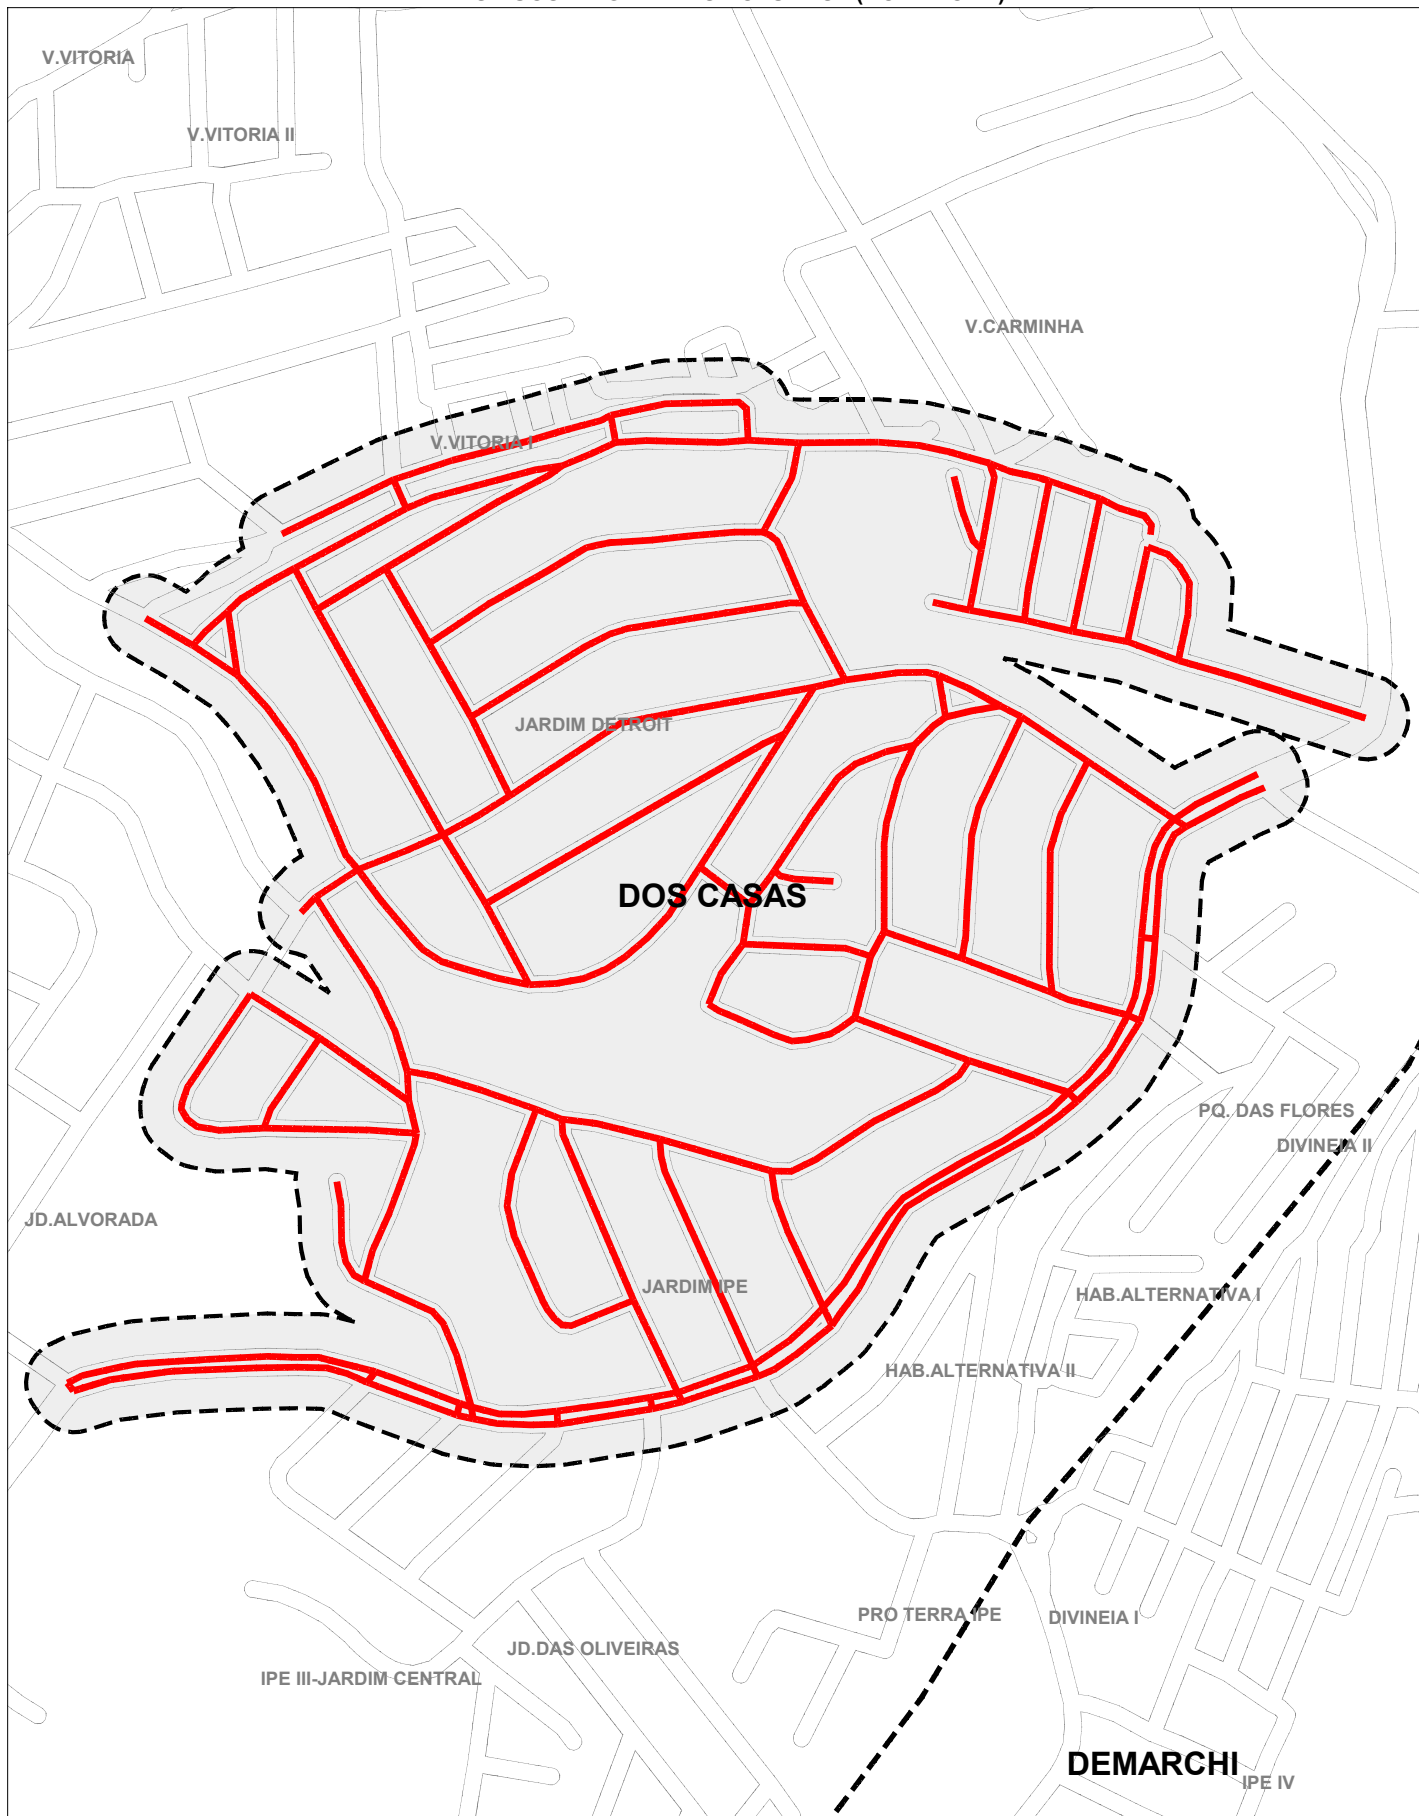 V.VITORIA
V.VITORIA II
V.CARMINHA
V.VITORIA I
JARDIM DETROIT
DOS CASAS
PQ. DAS FLORES
DIVINEIA II
JD.ALVORADA
JARDIM IPE
HAB.ALTERNATIVA I
HAB.ALTERNATIVA II
PRO TERRA IPE
DIVINEIA I
JD.DAS OLIVEIRAS
IPE III-JARDIM CENTRAL
DEMARCHI
IPE IV